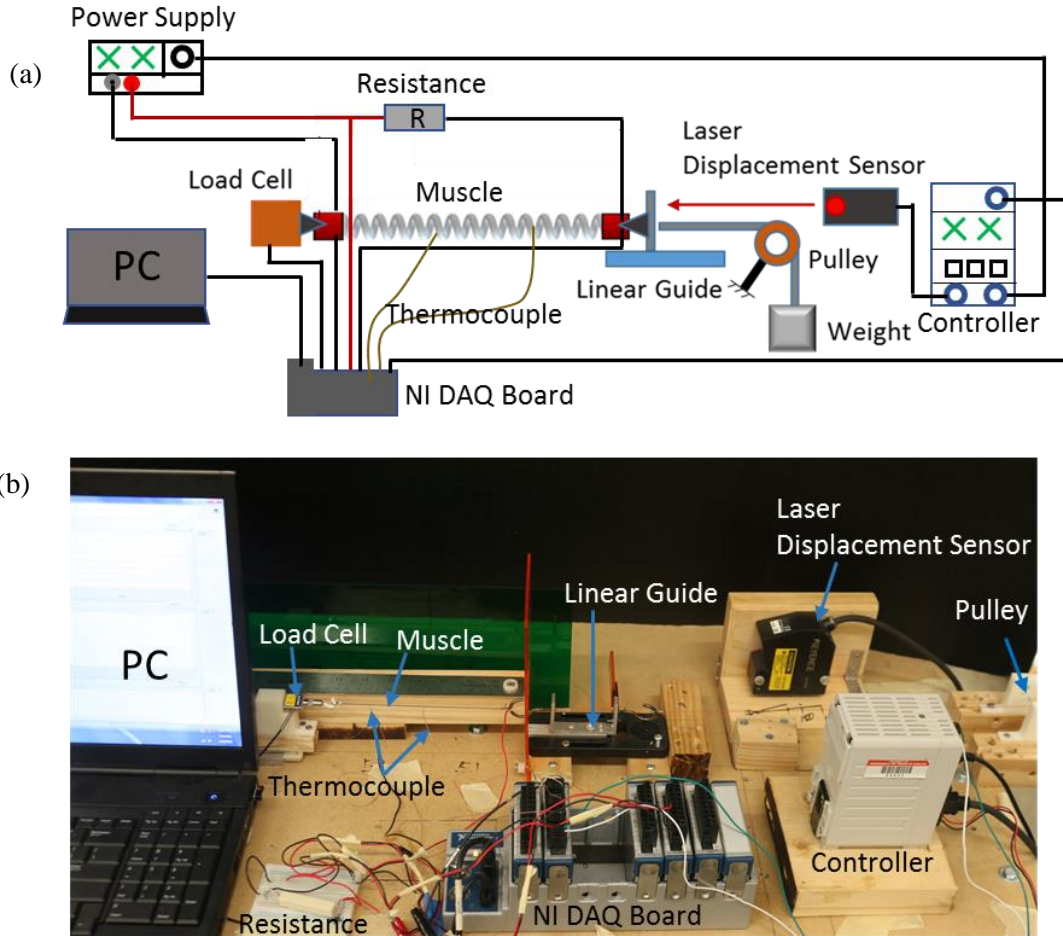 (a)
Power Supply
Resistance
R
Laser
Displacement Sensor
Load Cell
Muscle
PC
Pulley
Linear Guide
Thermocouple
Weight
Controller
NI DAQ Board
(b)
Laser
Displacement Sensor
Linear Guide
Pulley
Load Cell
Muscle
PC
KEYENCE
Thermocouple
Controller
Resistance
NI DAQ Board